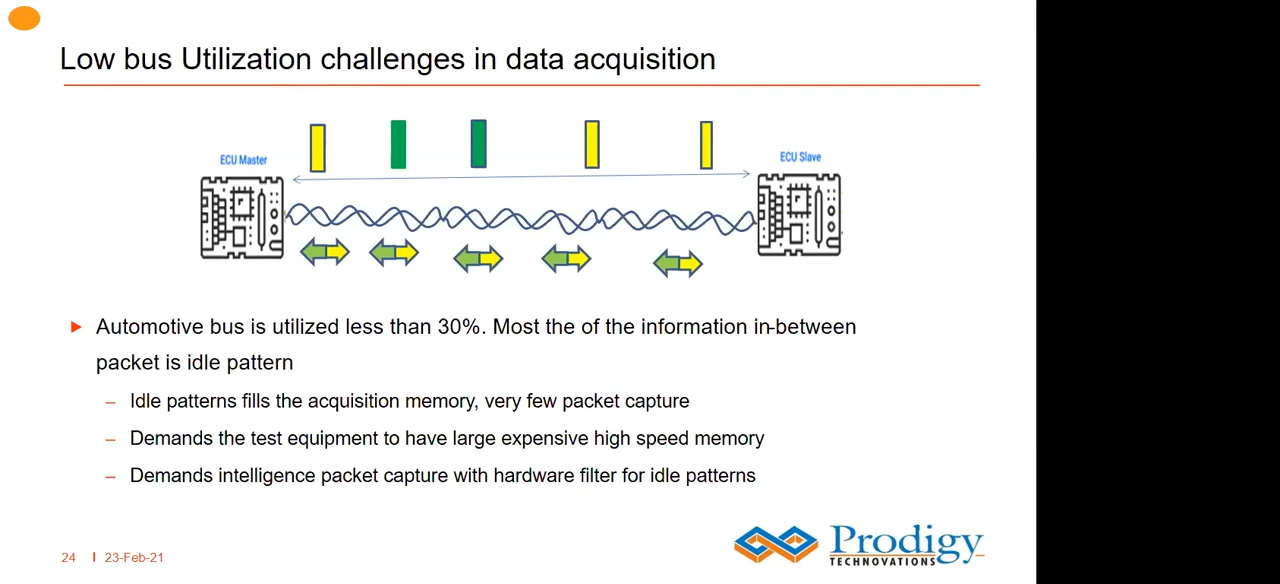 Low bus Utilization challenges in data acquisition
ECU Master
ECU Slave
Automotive bus is utilized less than 30%. Most the of the information in-between
packet is idle pattern
– Idle patterns fills the acquisition memory, very few packet capture
– Demands the test equipment to have large expensive high speed memory
– Demands intelligence packet capture with hardware filter for idle patterns
24 I 23-Feb-21
Prodigy
TECHNOVATIONS